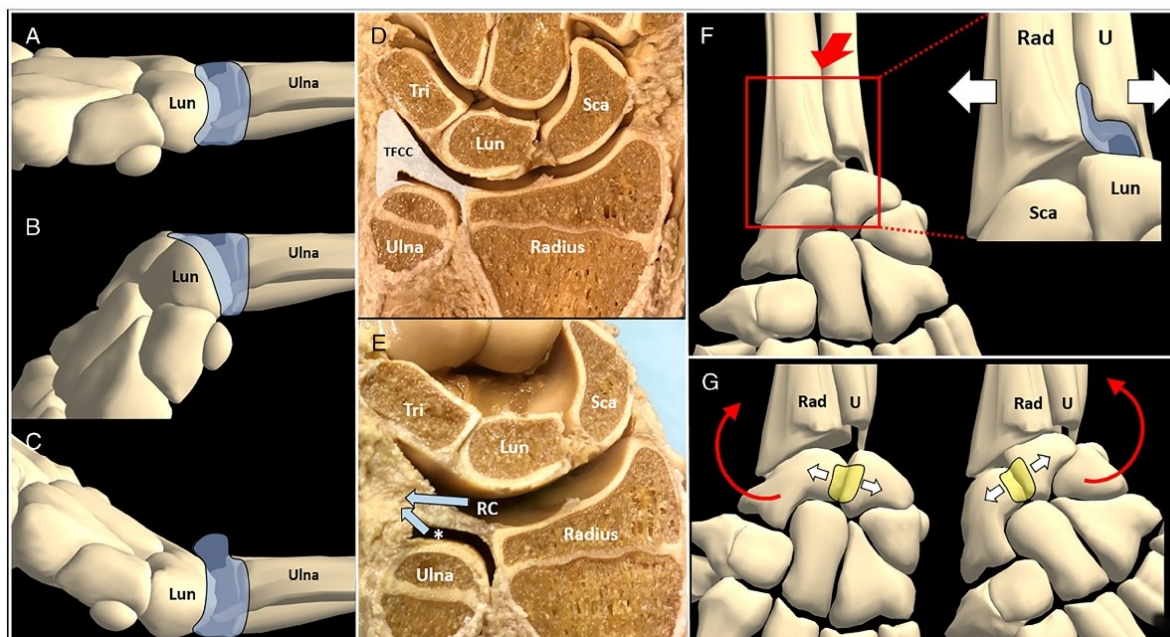 A
Lun
Ulna
B
Lun
Ulna
C
Lun
Ulna
D
Tri
Sca
Lun
TFCC
Ulna
Radius
E
Tri
Sca
Lun
RC
*
Radius
Ulna
F
Rad
U
Lun
Sca
G
Rad
U
Rad
U